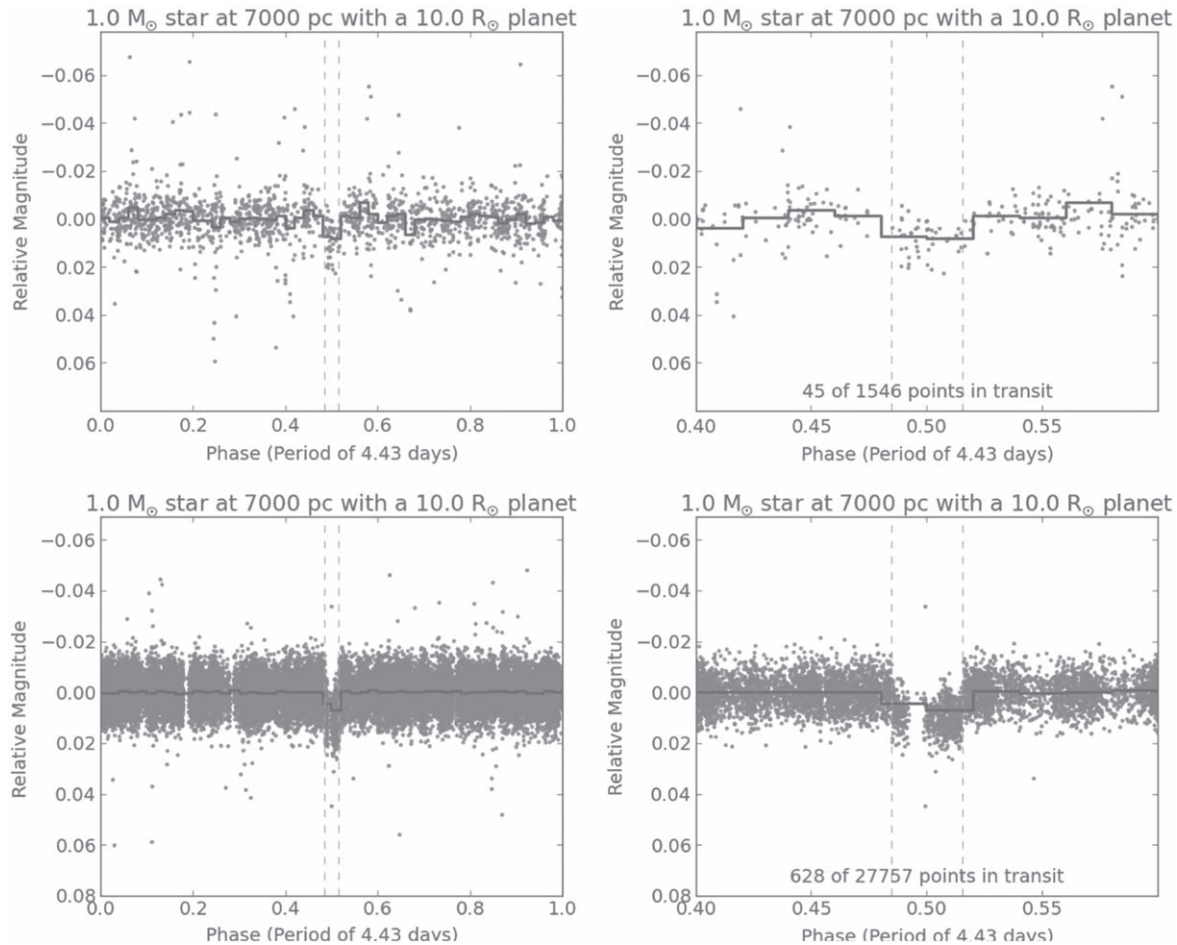 1.0 M☉ star at 7000 pc with a 10.0 R☉ planet
−0.06
−0.04
−0.02
0.00
0.02
0.04
0.06
Relative Magnitude
0.0 0.2 0.4 0.6 0.8 1.0
Phase (Period of 4.43 days)
1.0 M☉ star at 7000 pc with a 10.0 R☉ planet
−0.06
−0.04
−0.02
0.00
0.02
0.04
0.06
Relative Magnitude
45 of 1546 points in transit
0.40 0.45 0.50 0.55
Phase (Period of 4.43 days)
1.0 M☉ star at 7000 pc with a 10.0 R☉ planet
−0.06
−0.04
−0.02
0.00
0.02
0.04
0.06
0.08
Relative Magnitude
0.0 0.2 0.4 0.6 0.8 1.0
Phase (Period of 4.43 days)
1.0 M☉ star at 7000 pc with a 10.0 R☉ planet
−0.06
−0.04
−0.02
0.00
0.02
0.04
0.06
0.08
Relative Magnitude
628 of 27757 points in transit
0.40 0.45 0.50 0.55
Phase (Period of 4.43 days)